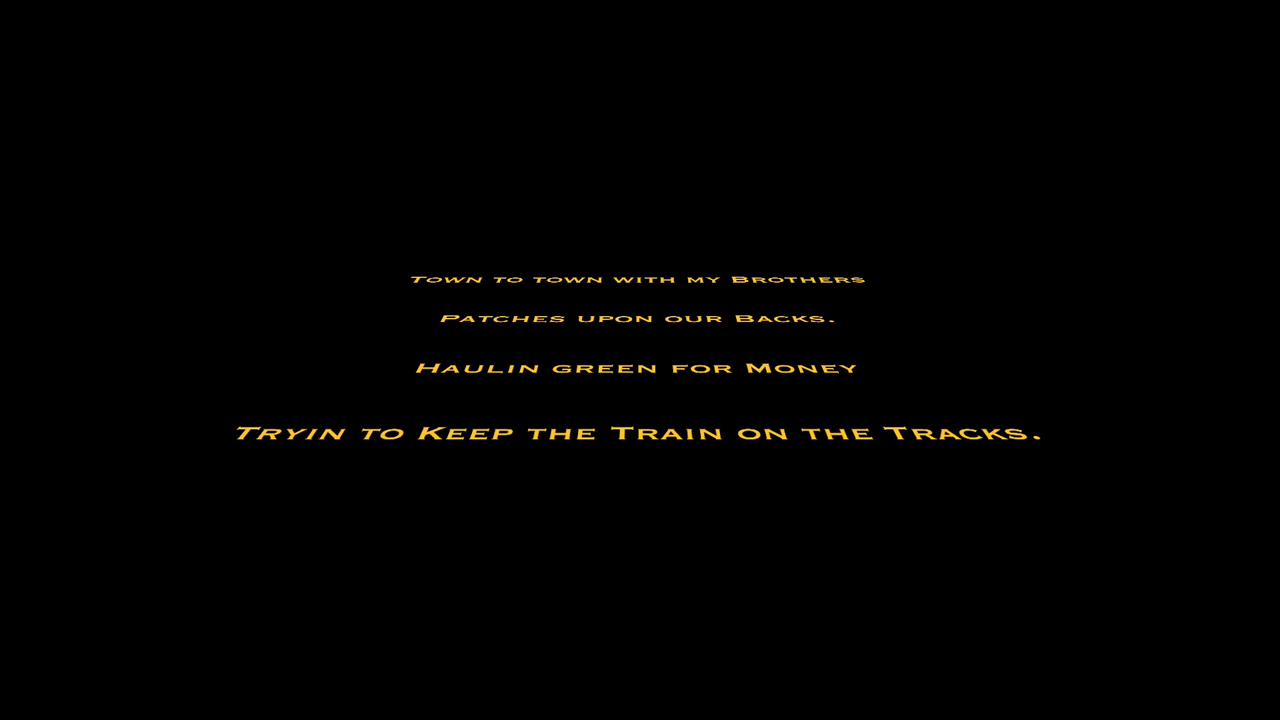 Town to town with my Brothers
Patches upon our Backs.
Haulin green for Money
Tryin to Keep the Train on the Tracks.